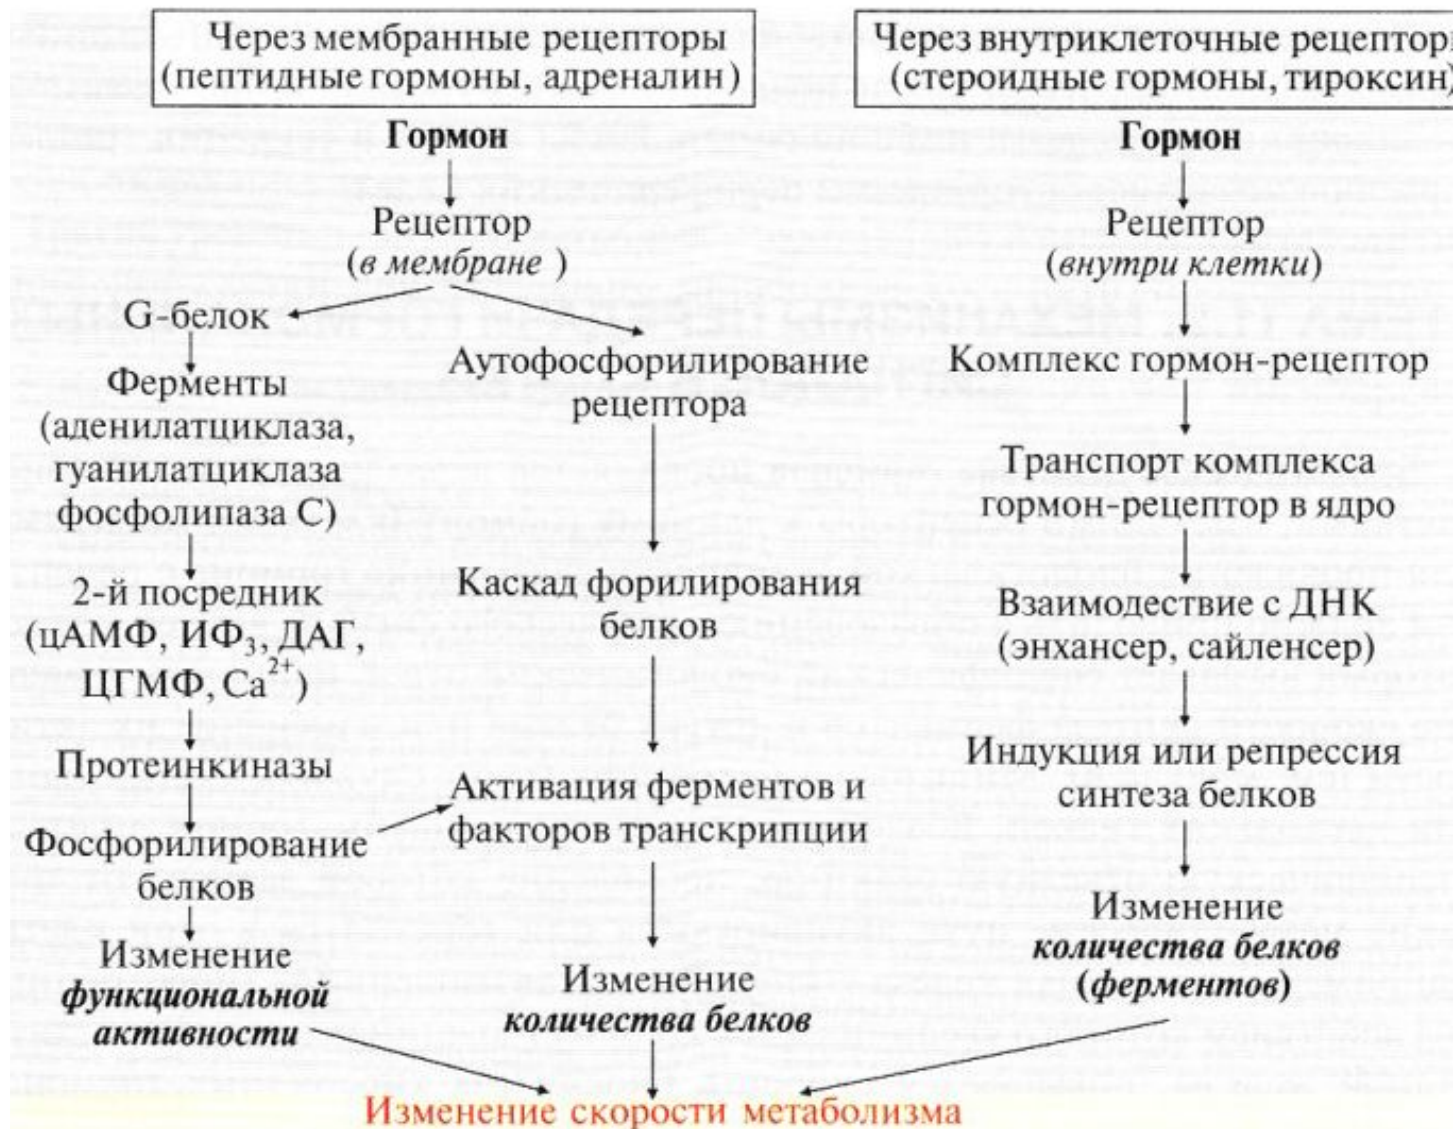 Через мембранные рецепторы
(пептидные гормоны, адреналин)
Гормон
Рецептор
(в мембране )
G-белок
Ферменты
(аденилатциклаза,
гуанилатциклаза
фосфолипаза С)
2-й посредник
(цАМФ, ИФ₃, ДАГ,
ЦГМФ, Ca²⁺)
Протеинкиназы
Фосфорилирование
белков
Изменение
функциональной
активности
Аутофосфорилирование
рецептора
Каскад форилирования
белков
Активация ферментов и
факторов транскрипции
Изменение
количества белков
Через внутриклеточные рецепторы
(стероидные гормоны, тироксин)
Гормон
Рецептор
(внутри клетки)
Комплекс гормон-рецептор
Транспорт комплекса
гормон-рецептор в ядро
Взаимодествие с ДНК
(энхансер, сайленсер)
Индукция или репрессия
синтеза белков
Изменение
количества белков
(ферментов)
Изменение скорости метаболизма